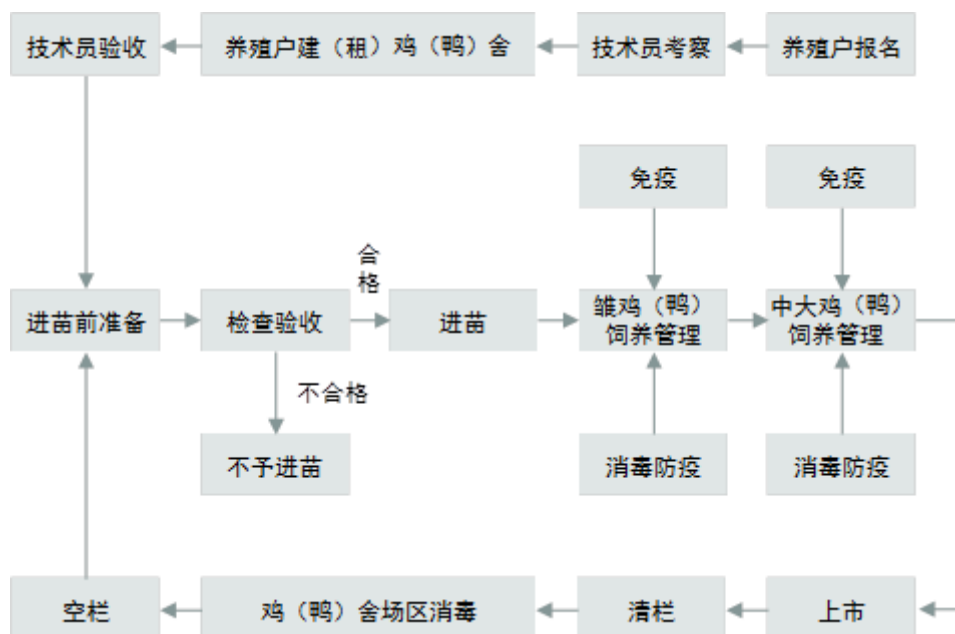 技术员验收
养殖户建（租）鸡（鸭）舍
技术员考察
养殖户报名
免疫
免疫
合
格
进苗前准备
检查验收
进苗
雏鸡（鸭）
饲养管理
中大鸡（鸭）
饲养管理
不合格
不予进苗
消毒防疫
消毒防疫
空栏
鸡（鸭）舍场区消毒
清栏
上市